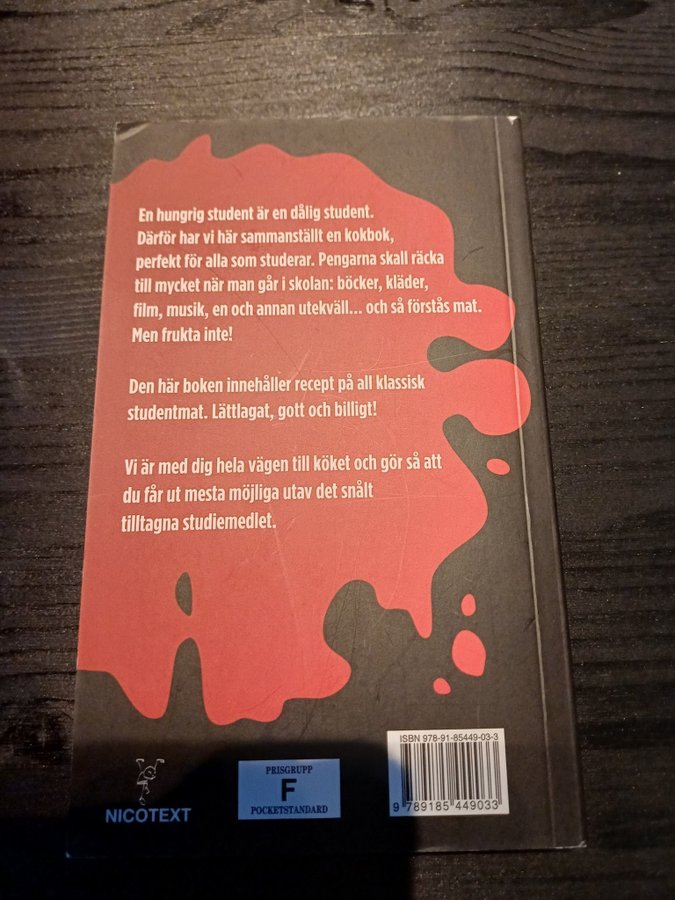 En hungrig student är en dålig student.
Därför har vi här sammanställt en kokbok,
perfekt för alla som studerar. Pengarna skall räcka
till mycket när man går i skolan: böcker, kläder,
film, musik, en och annan utekväll... och så förstås mat.
Men frukta inte!
Den här boken innehåller recept på all klassisk
studentmat. Lättlagat, gott och billigt!
Vi är med dig hela vägen till köket och gör så att
du får ut mesta möjliga utav det snålt
tilltagna studiemedlet.
NICOTEXT
PRISGRUPP
F
POCKETSTANDARD
ISBN 978-91-85449-03-3
9 789185 449033